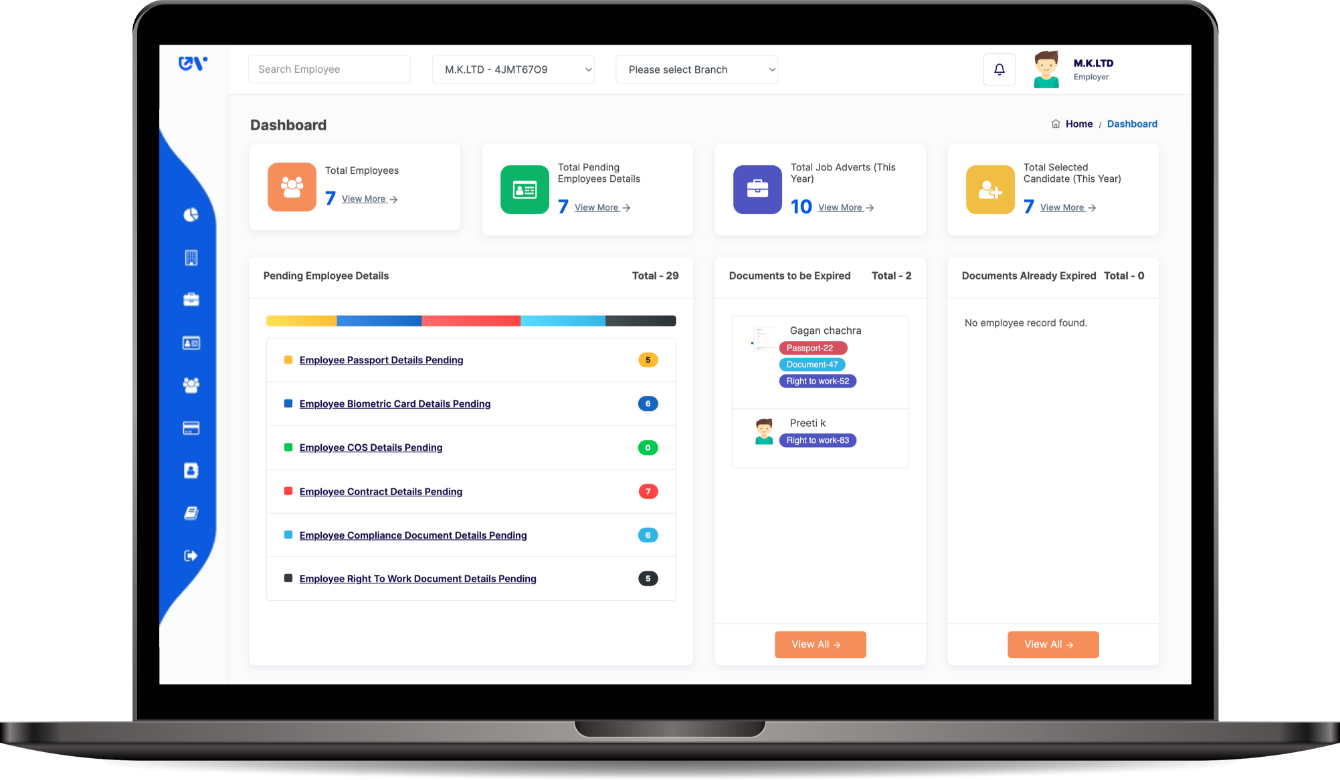 Search Employee
M.K.LTD - 4JMT67O9
Please select Branch
M.K.LTD
Employer
Dashboard
Home / Dashboard
Total Employees
7 View More →
Total Pending
Employees Details
7 View More →
Total Job Adverts (This
Year)
10 View More →
Total Selected
Candidate (This Year)
7 View More →
Pending Employee Details Total - 29
Employee Passport Details Pending 5
Employee Biometric Card Details Pending 6
Employee COS Details Pending 0
Employee Contract Details Pending 7
Employee Compliance Document Details Pending 6
Employee Right To Work Document Details Pending 5
Documents to be Expired Total - 2
Gagan chachra
Passport-22
Document-47
Right to work-52
Preeti k
Right to work-83
View All →
Documents Already Expired Total - 0
No employee record found.
View All →